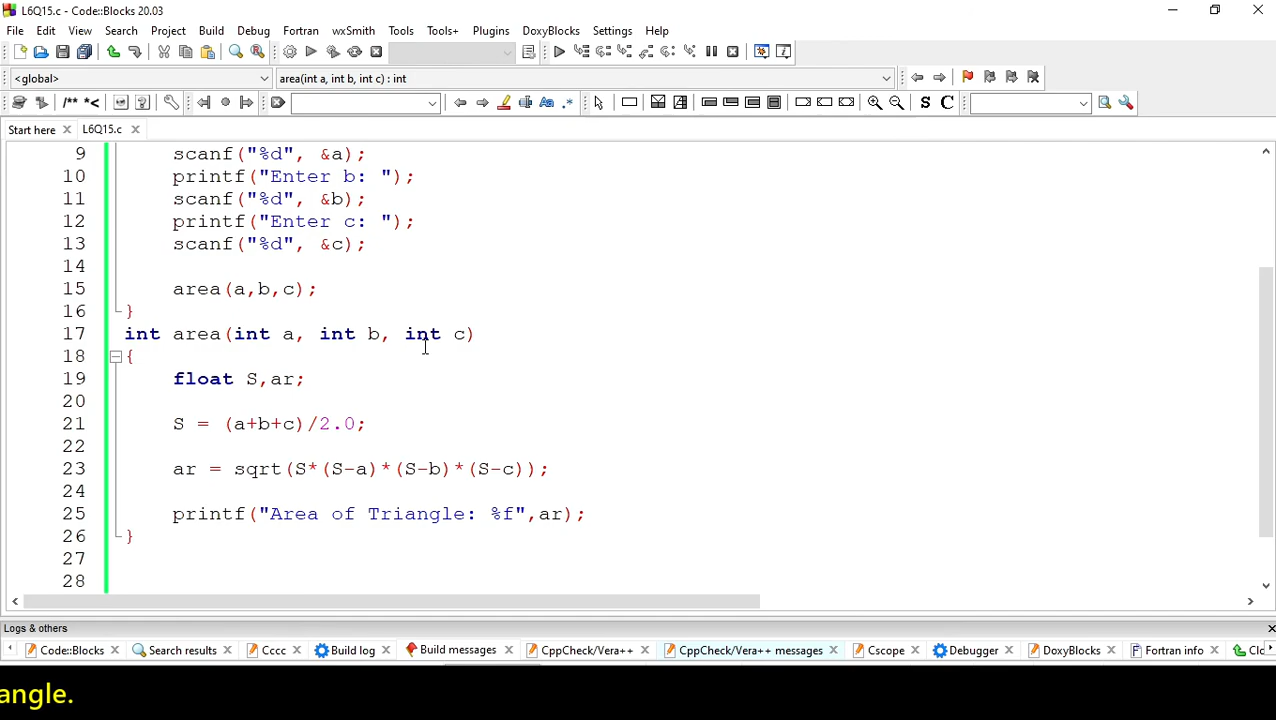 L6Q15.c - Code::Blocks 20.03
File Edit View Search Project Build Debug Fortran wxSmith Tools Tools+ Plugins DoxyBlocks Settings Help
<global> area(int a, int b, int c) : int
/** *< Aa .* S C
Start here L6Q15.c
9 scanf("%d", &a);
10 printf("Enter b: ");
11 scanf("%d", &b);
12 printf("Enter c: ");
13 scanf("%d", &c);
14
15 area(a,b,c);
16 }
17 int area(int a, int b, int c)
18 {
19 float S,ar;
20
21 S = (a+b+c)/2.0;
22
23 ar = sqrt(S*(S-a)*(S-b)*(S-c));
24
25 printf("Area of Triangle: %f",ar);
26 }
27
28
Logs & others
Code::Blocks Search results Cccc Build log Build messages CppCheck/Vera++ CppCheck/Vera++ messages Cscope Debugger DoxyBlocks Fortran info Clo
angle.